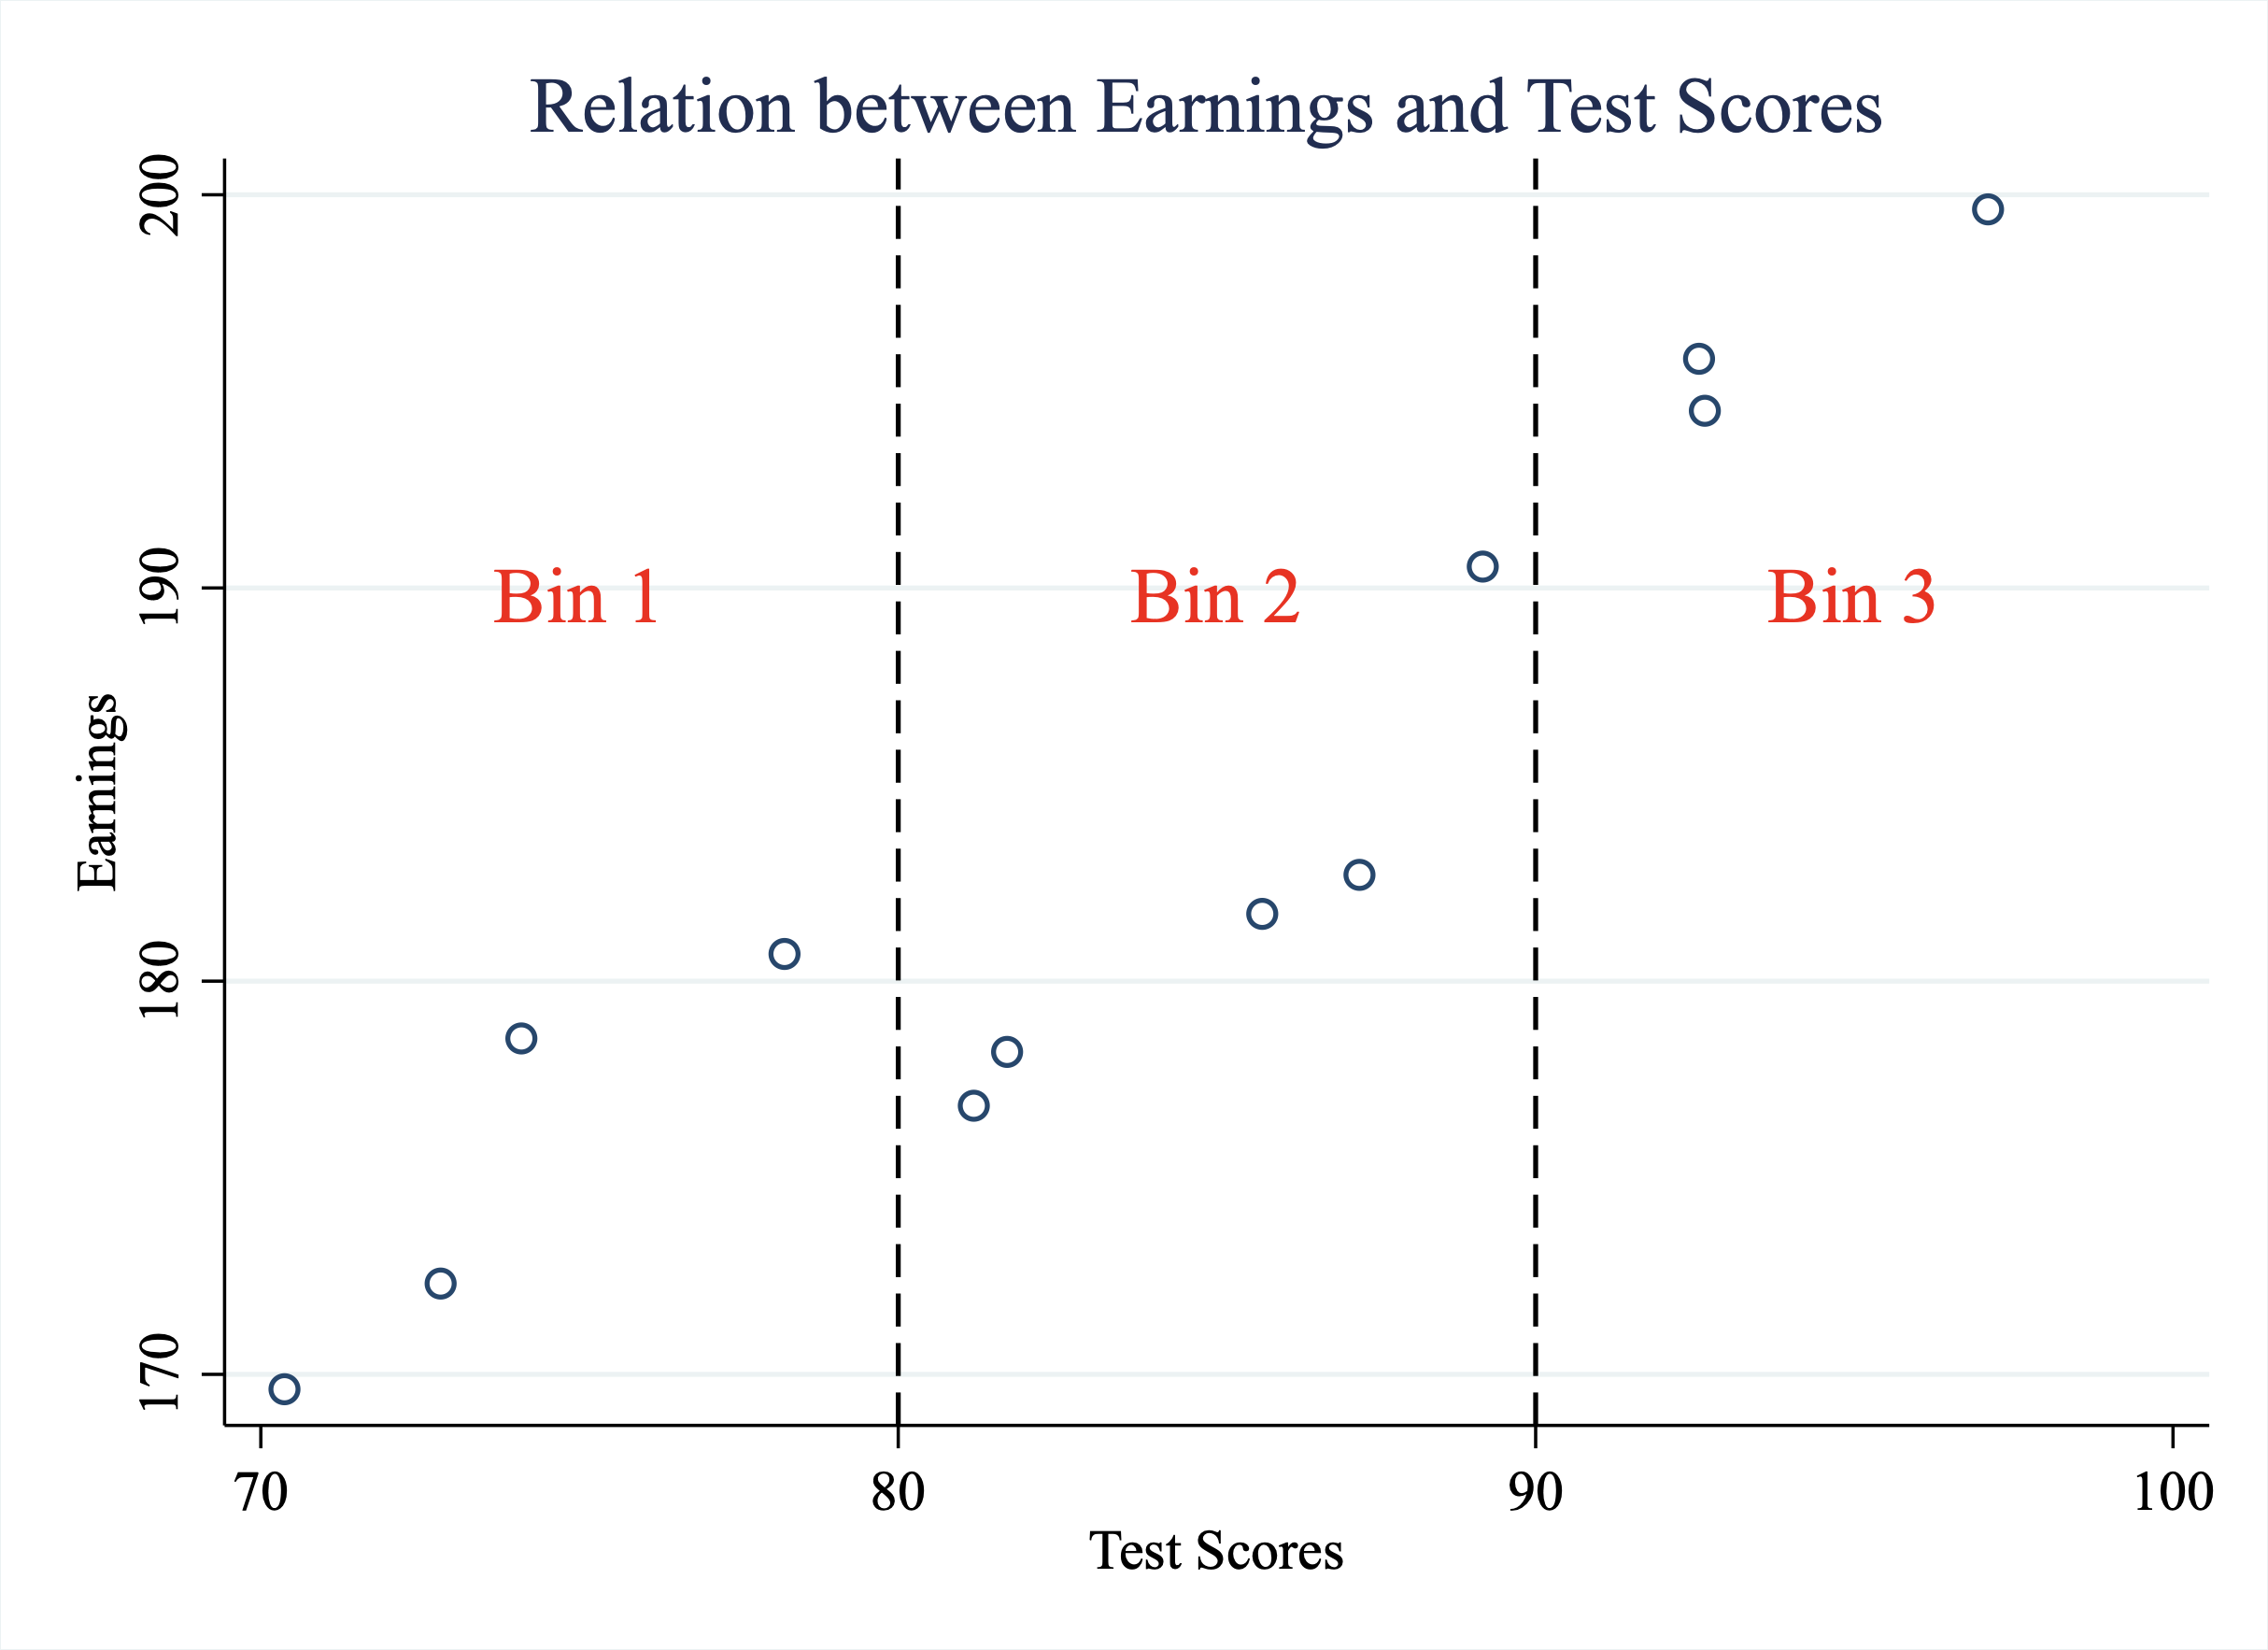 Relation between Earnings and Test Scores
200
190
180
170
Earnings
Bin 1
Bin 2
Bin 3
70
80
90
100
Test Scores